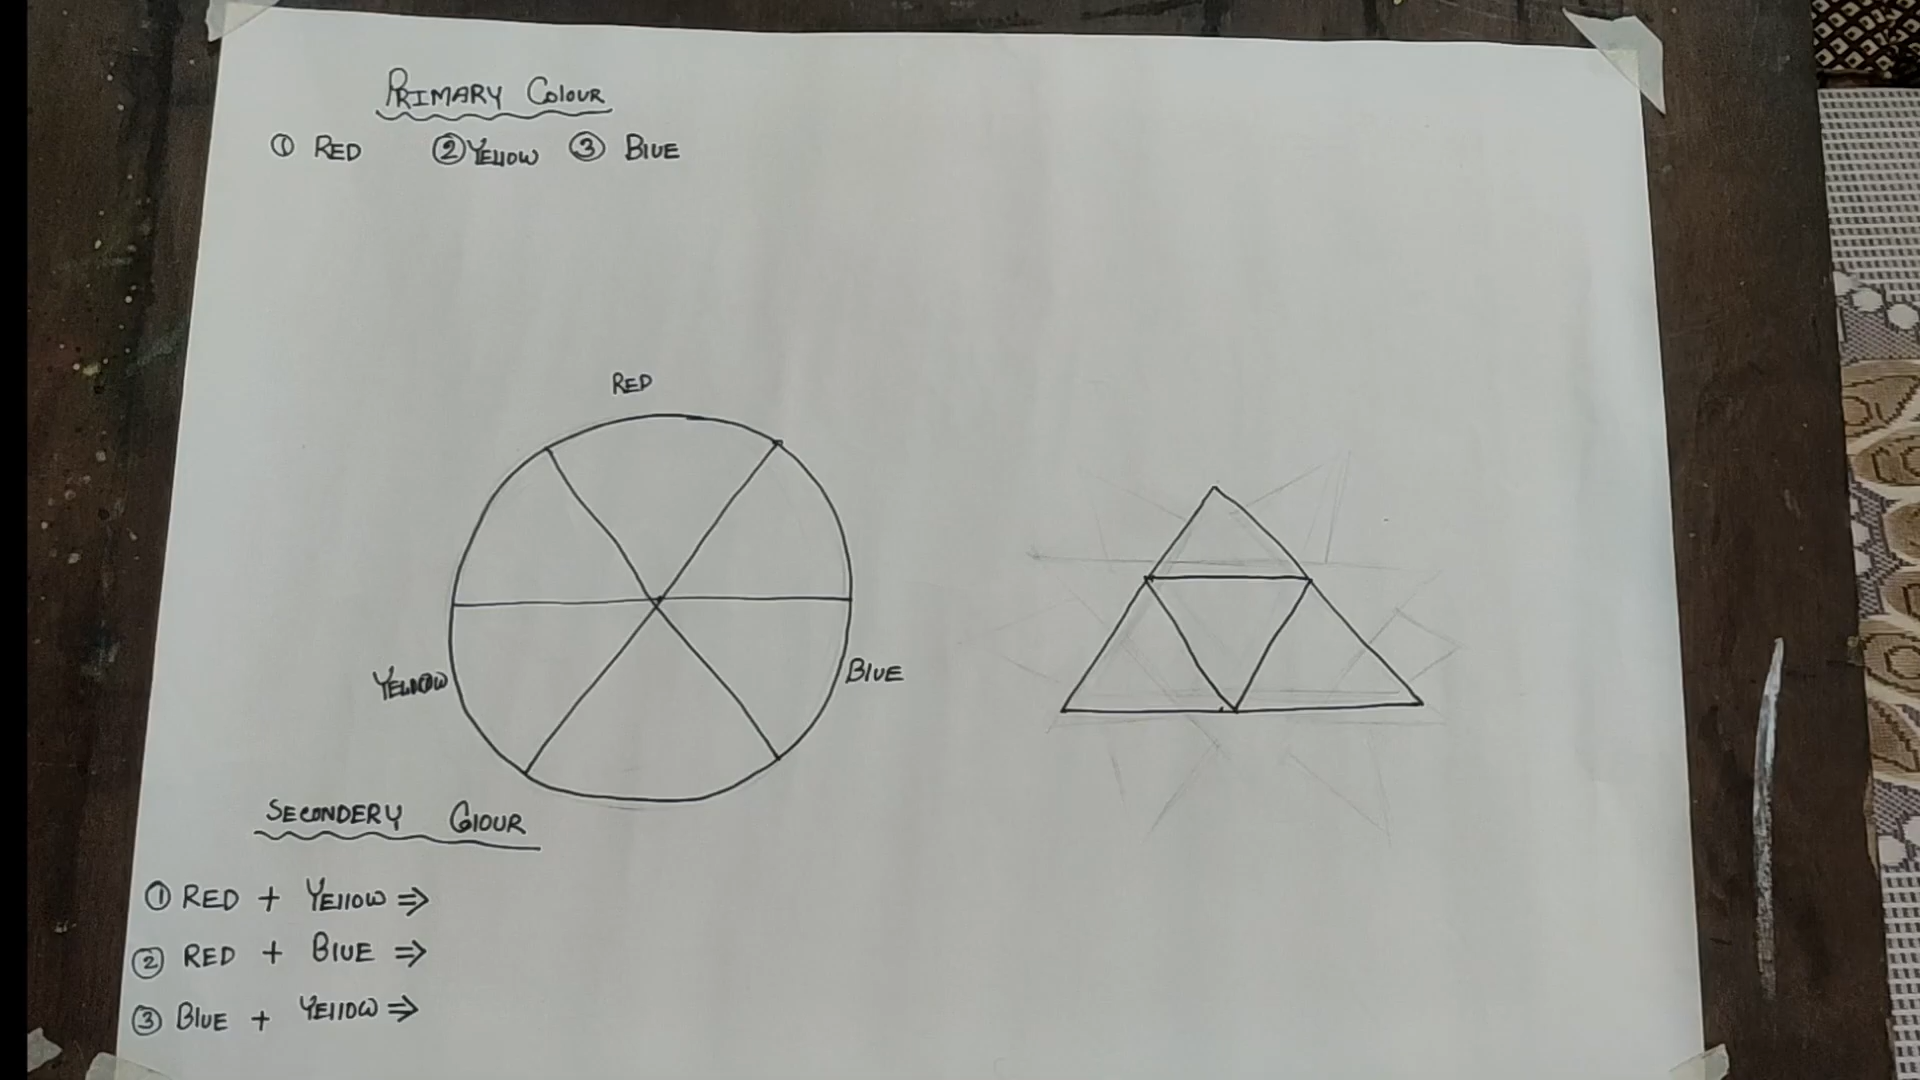 PRIMARY COLOUR
① RED ② YELLOW ③ BLUE
RED
YELLOW
BLUE
SECONDERY COLOUR
① RED + YELLOW ⇒
② RED + BLUE ⇒
③ BLUE + YELLOW ⇒